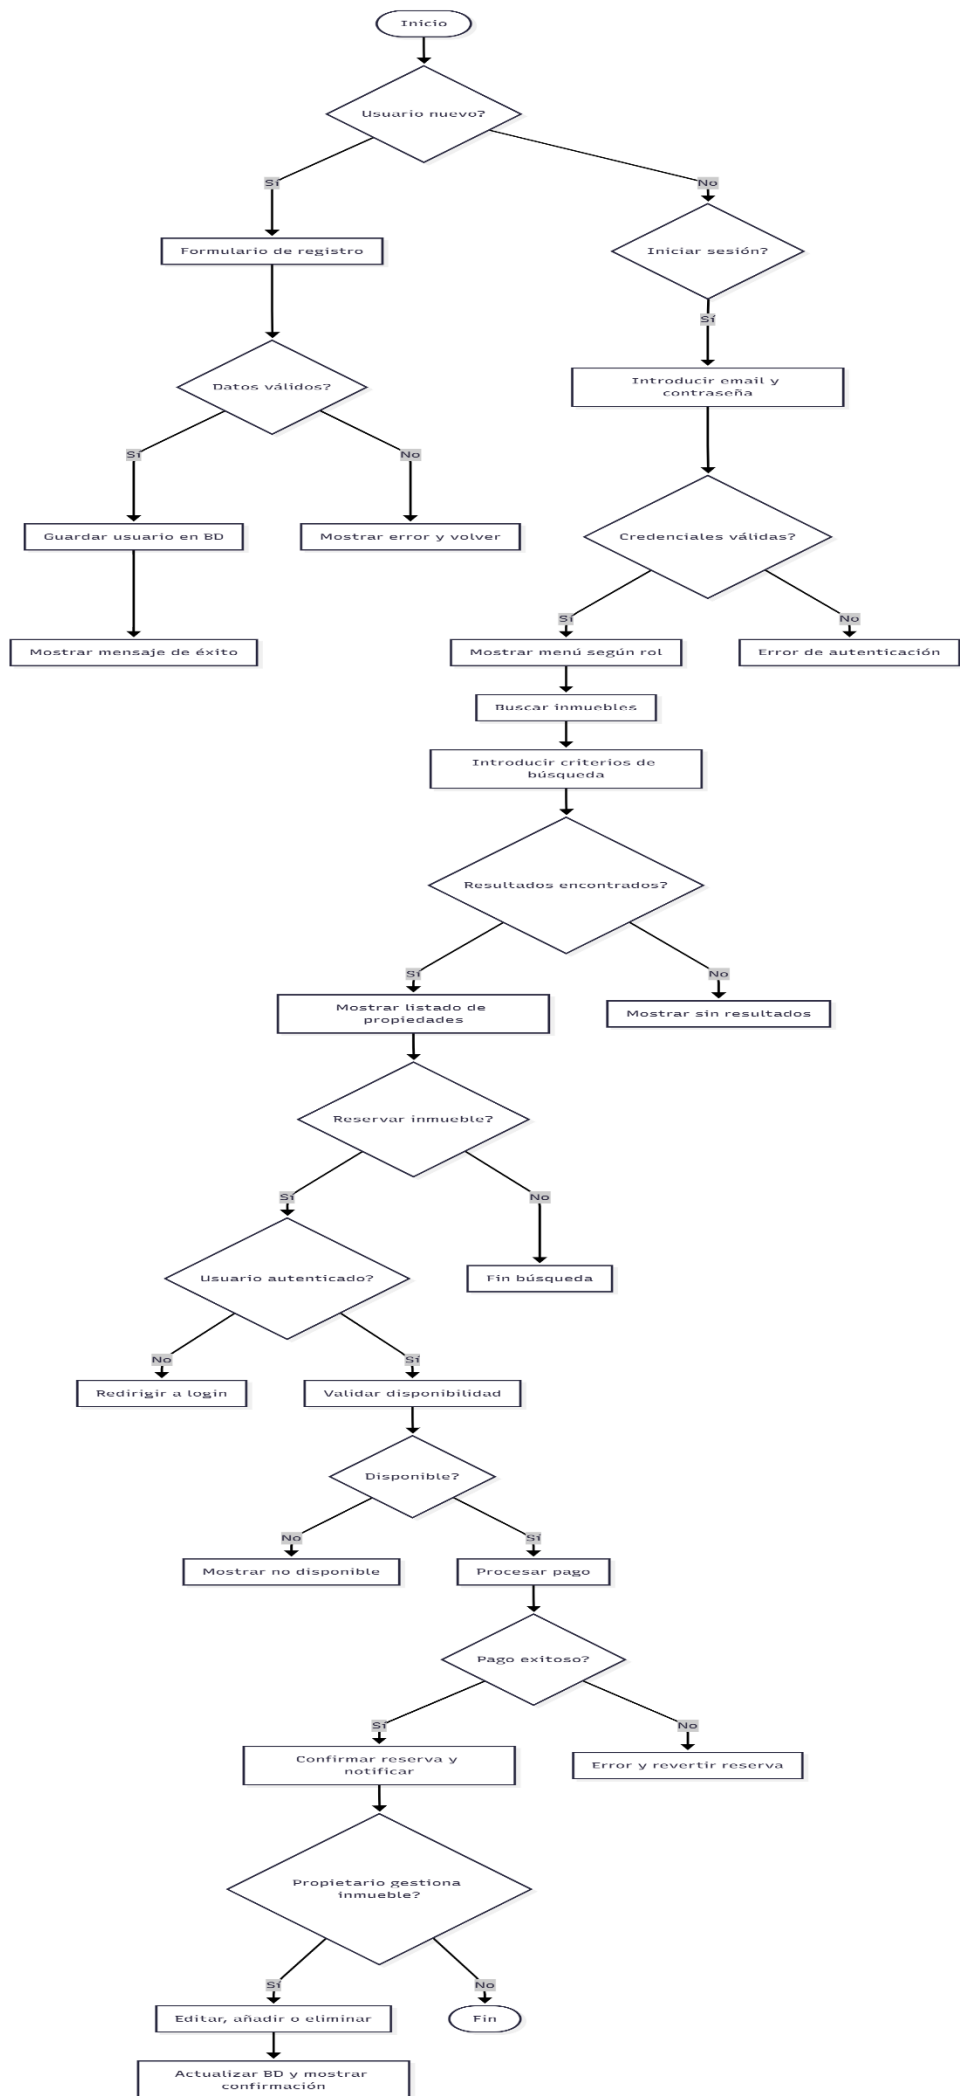 Inicio
Usuario nuevo?
Sí
No
Formulario de registro
Iniciar sesión?
Sí
Introducir email y
contraseña
Datos válidos?
Sí
No
Guardar usuario en BD
Mostrar error y volver
Credenciales válidas?
Sí
No
Mostrar mensaje de éxito
Mostrar menú según rol
Error de autenticación
Buscar inmuebles
Introducir criterios de
búsqueda
Resultados encontrados?
Sí
No
Mostrar listado de
propiedades
Mostrar sin resultados
Reservar inmueble?
Sí
No
Usuario autenticado?
Fin búsqueda
No
Sí
Redirigir a login
Validar disponibilidad
Disponible?
No
Sí
Mostrar no disponible
Procesar pago
Pago exitoso?
Sí
No
Confirmar reserva y
notificar
Error y revertir reserva
Propietario gestiona
inmueble?
Sí
No
Editar, añadir o eliminar
Fin
Actualizar BD y mostrar
confirmación